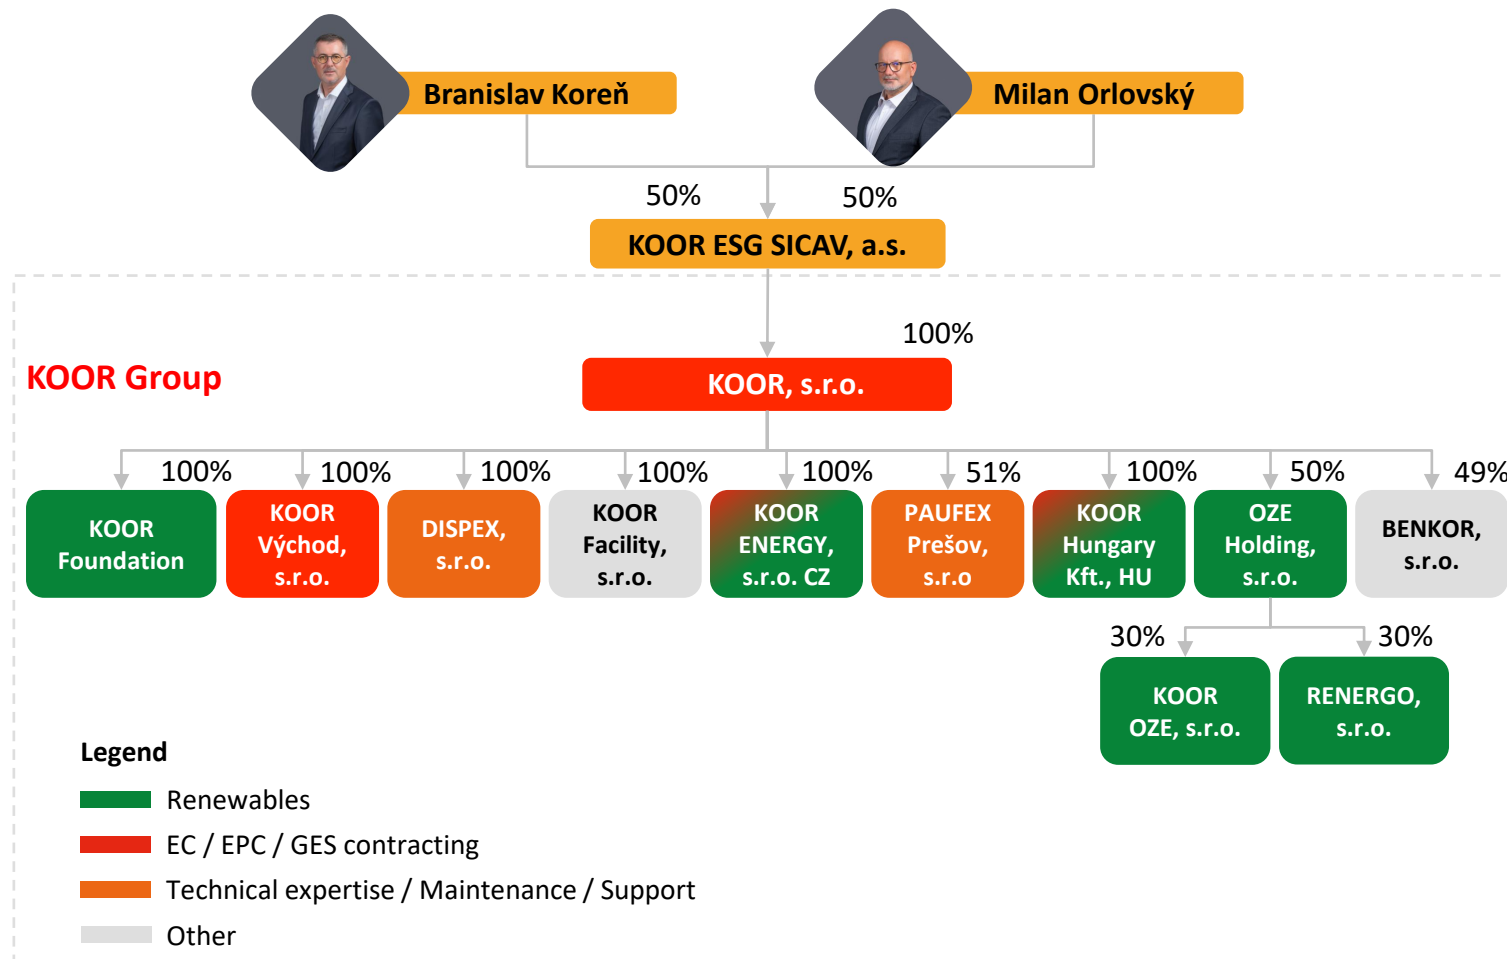 Branislav Koreň
Milan Orlovský
50%
50%
KOOR ESG SICAV, a.s.
100%
KOOR Group
KOOR, s.r.o.
100%
100%
100%
100%
100%
51%
100%
50%
49%
KOOR
Foundation
KOOR
Východ,
s.r.o.
DISPEX,
s.r.o.
KOOR
Facility,
s.r.o.
KOOR
ENERGY,
s.r.o. CZ
PAUFEX
Prešov,
s.r.o
KOOR
Hungary
Kft., HU
OZE
Holding,
s.r.o.
BENKOR,
s.r.o.
30%
30%
KOOR
OZE, s.r.o.
RENERGO,
s.r.o.
Legend
Renewables
EC / EPC / GES contracting
Technical expertise / Maintenance / Support
Other